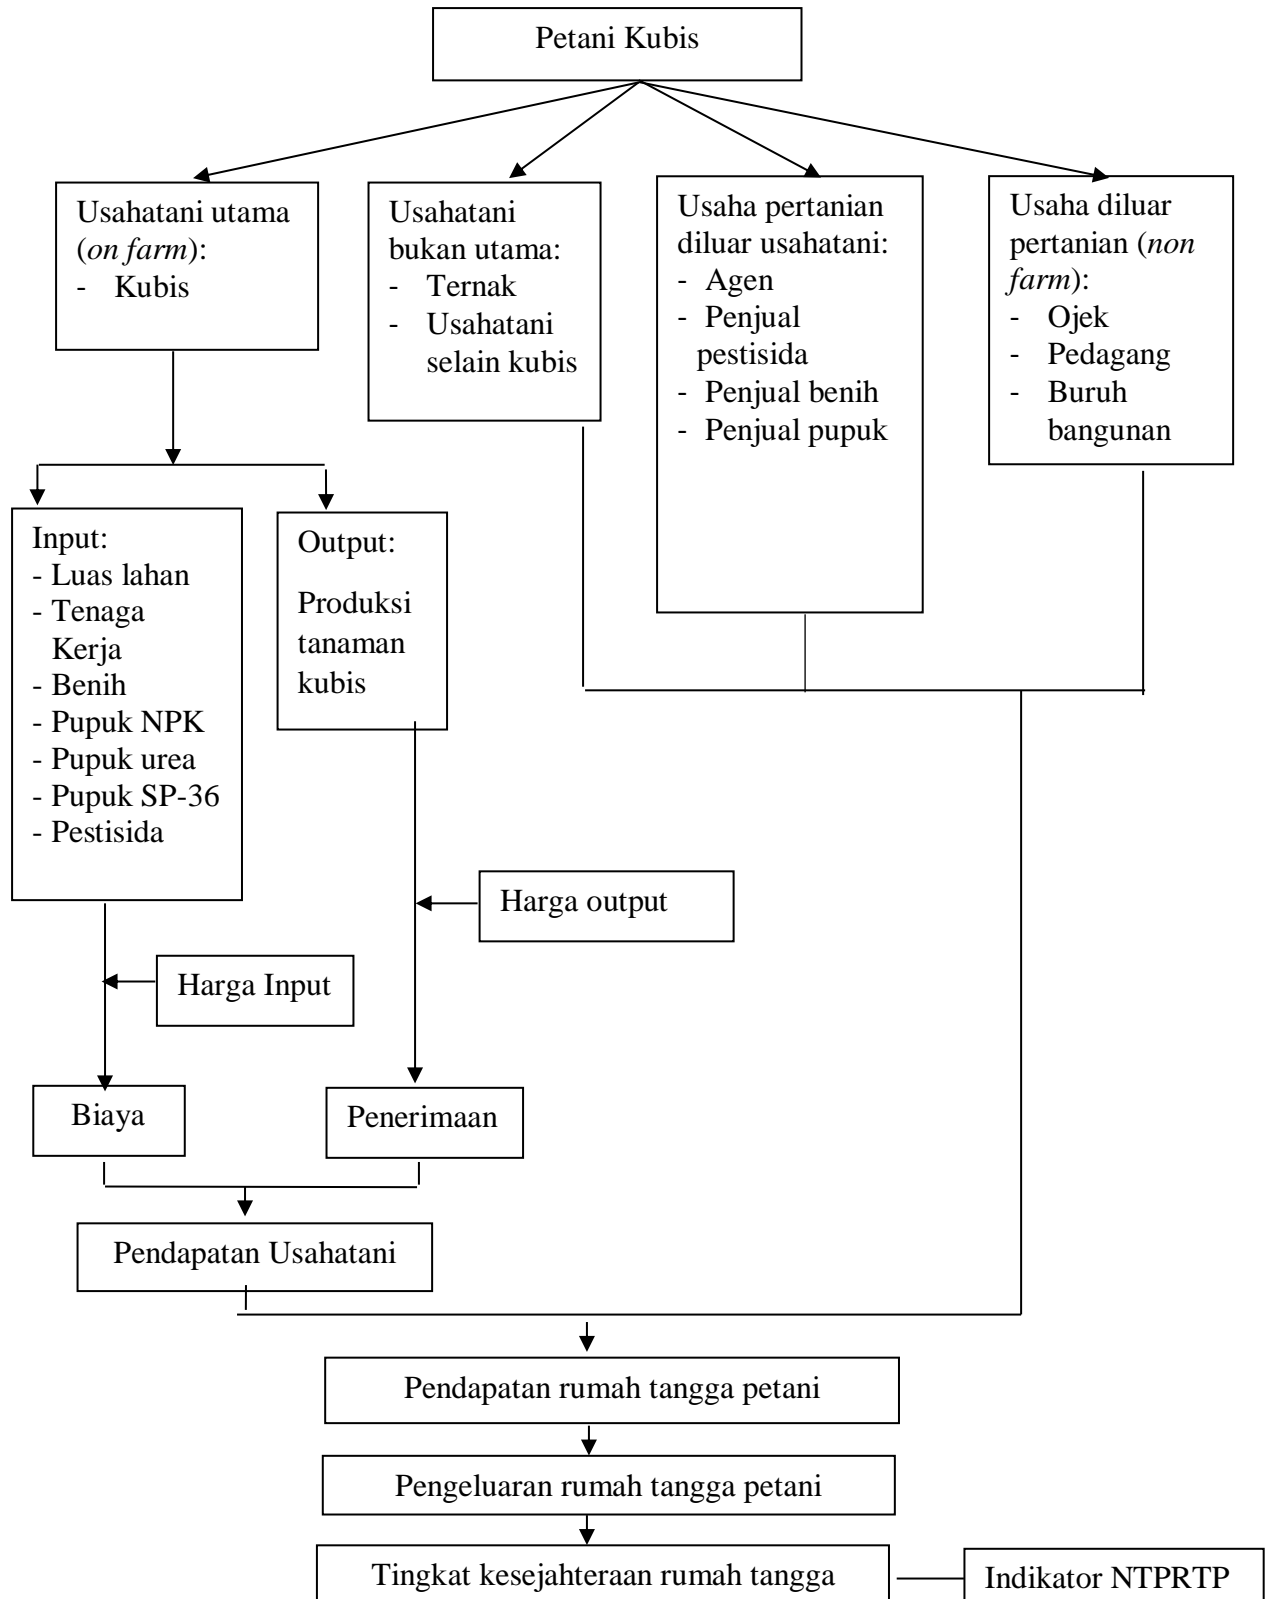 Petani Kubis
Usahatani utama
(on farm):
- Kubis
Usahatani
bukan utama:
- Ternak
- Usahatani
selain kubis
Usaha pertanian
diluar usahatani:
- Agen
- Penjual
pestisida
- Penjual benih
- Penjual pupuk
Usaha diluar
pertanian (non
farm):
- Ojek
- Pedagang
- Buruh
bangunan
Input:
- Luas lahan
- Tenaga
Kerja
- Benih
- Pupuk NPK
- Pupuk urea
- Pupuk SP-36
- Pestisida
Output:
Produksi
tanaman
kubis
Harga output
Harga Input
Biaya
Penerimaan
Pendapatan Usahatani
Pendapatan rumah tangga petani
Pengeluaran rumah tangga petani
Tingkat kesejahteraan rumah tangga
Indikator NTPRTP